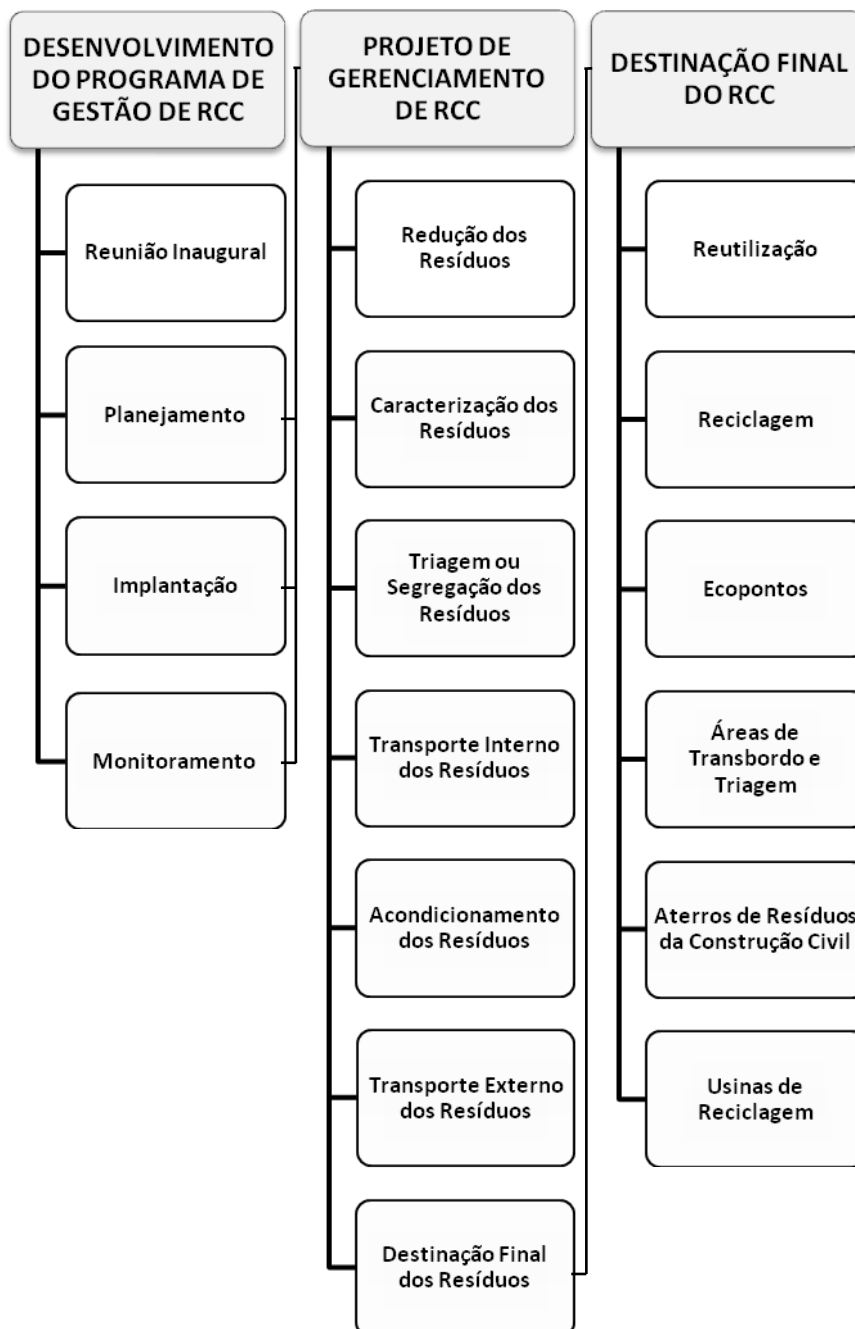 DESENVOLVIMENTO
DO PROGRAMA DE
GESTÃO DE RCC
Reunião Inaugural
Planejamento
Implantação
Monitoramento
PROJETO DE
GERENCIAMENTO
DE RCC
Redução dos
Resíduos
Caracterização dos
Resíduos
Triagem ou
Segregação dos
Resíduos
Transporte Interno
dos Resíduos
Acondicionamento
dos Resíduos
Transporte Externo
dos Resíduos
Destinação Final
dos Resíduos
DESTINAÇÃO FINAL
DO RCC
Reutilização
Reciclagem
Ecopontos
Áreas de
Transbordo e
Triagem
Aterros de Resíduos
da Construção Civil
Usinas de
Reciclagem